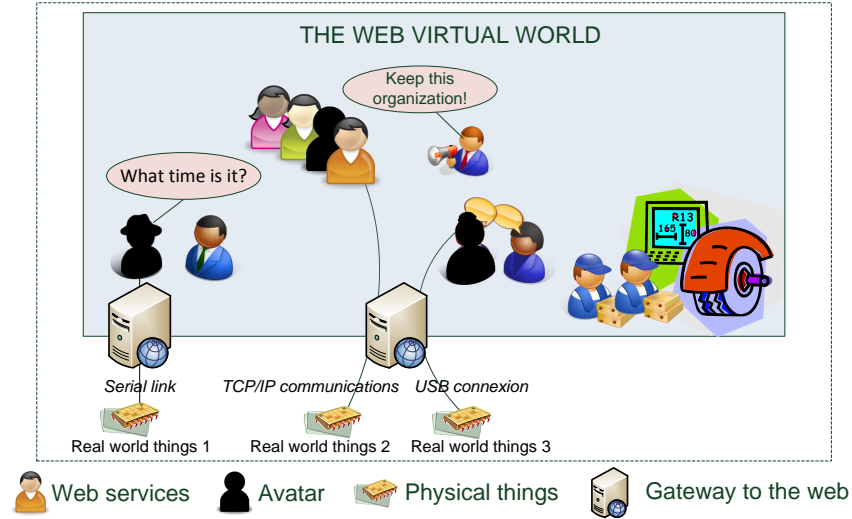 THE WEB VIRTUAL WORLD
Keep this
organization!
What time is it?
R13
165
80
Serial link
TCP/IP communications
USB connexion
Real world things 1
Real world things 2
Real world things 3
Web services
Avatar
Physical things
Gateway to the web